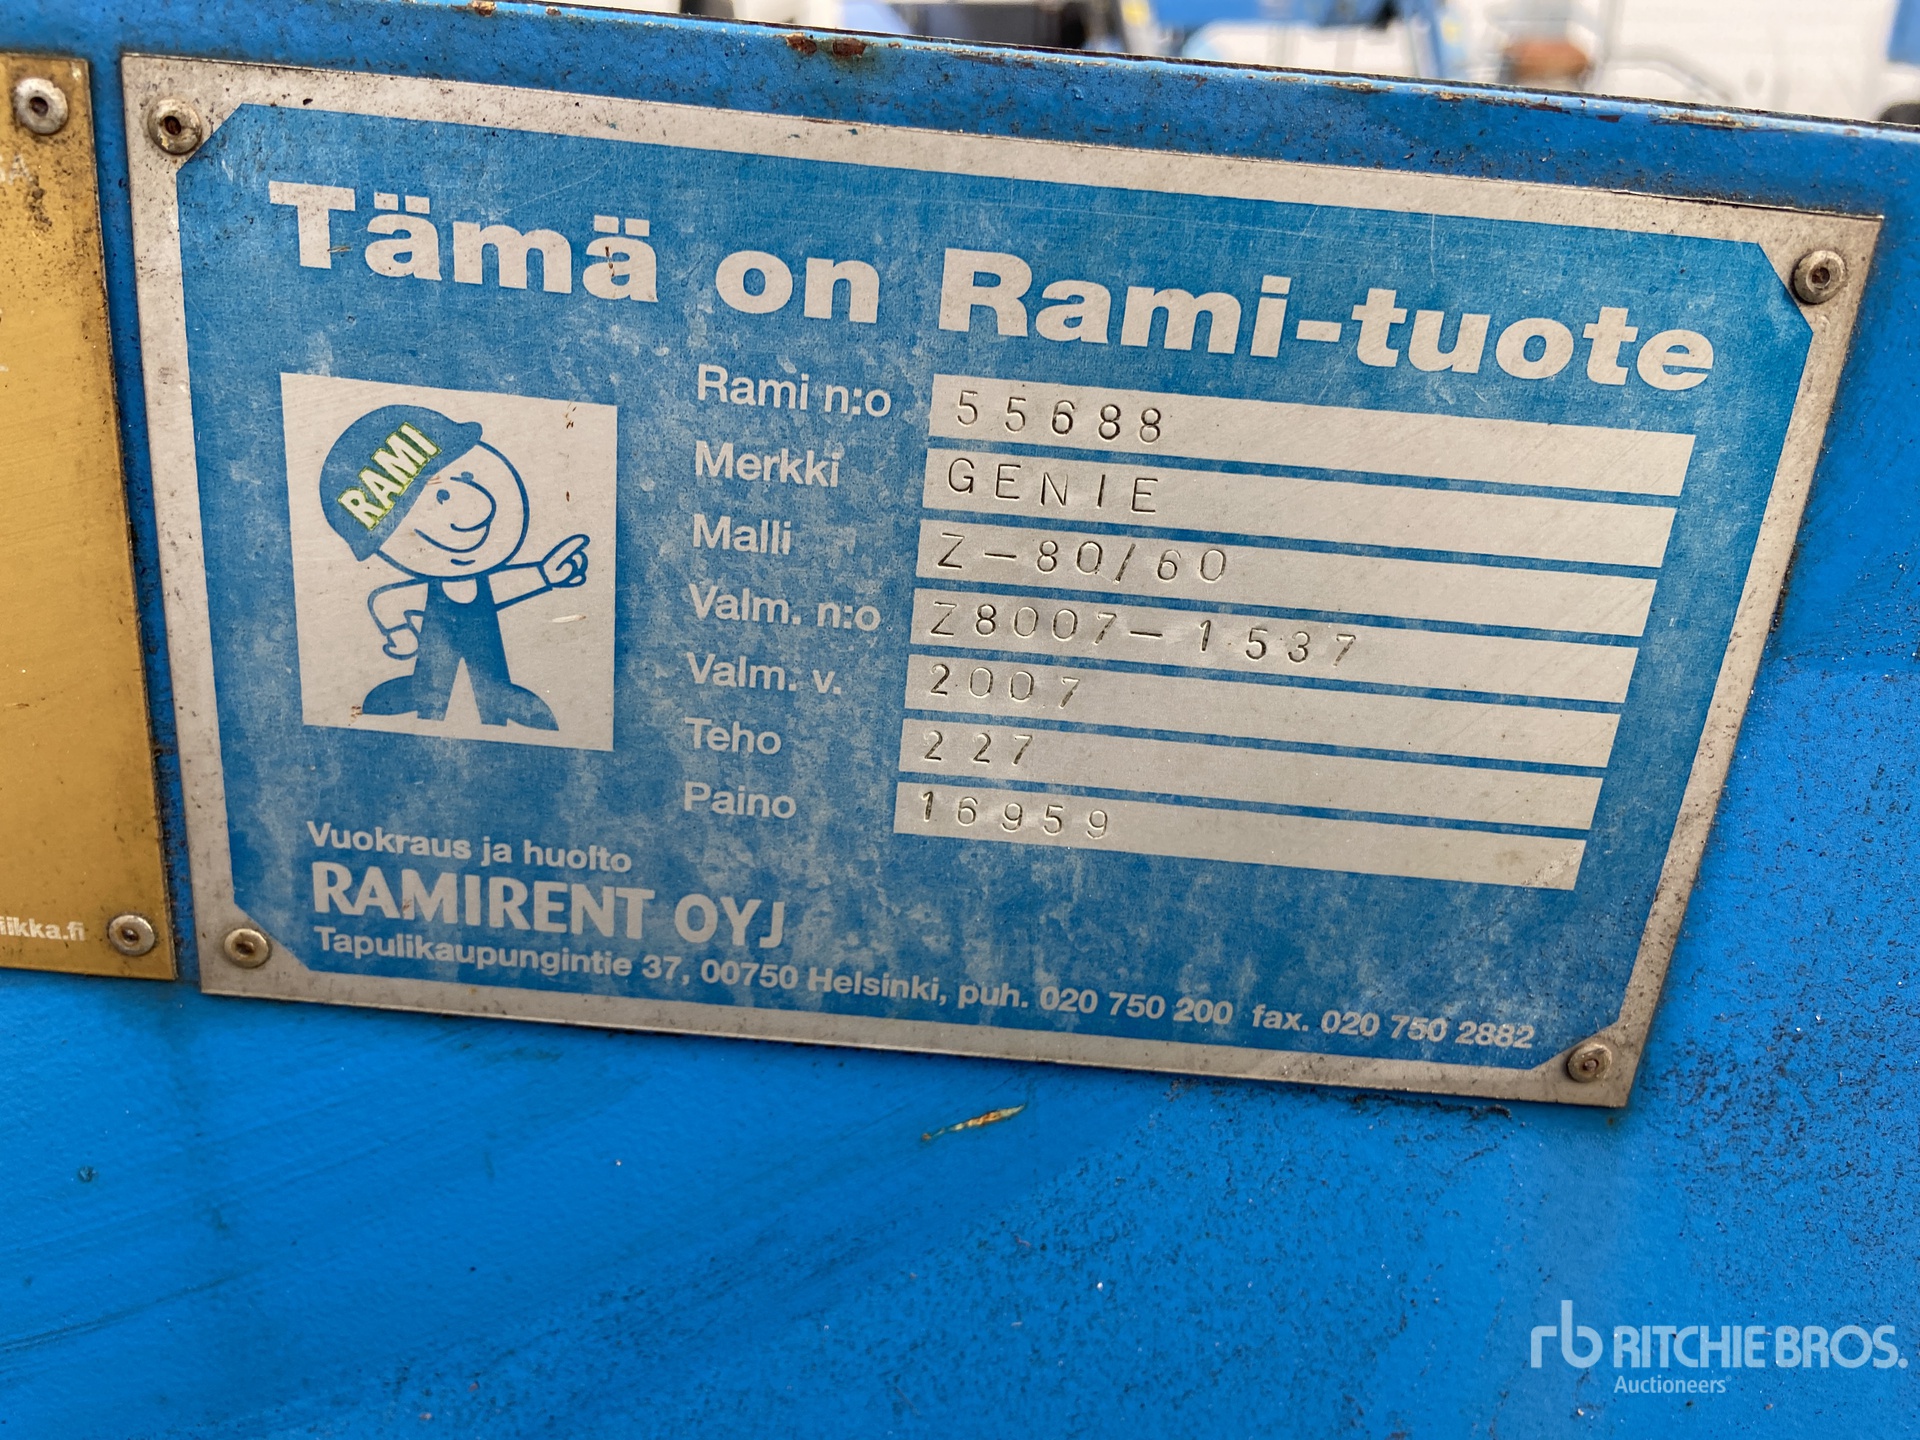 Tämä on Rami-tuote
RAMI
Rami n:o 55688
Merkki GENIE
Malli Z-80/60
Valm. n:o Z8007-1537
Valm. v. 2007
Teho 227
Paino 16959
Vuokraus ja huolto
RAMIRENT OYJ
Tapulikaupungintie 37, 00750 Helsinki, puh. 020 750 200 fax. 020 750 2882
rb RITCHIE BROS.
Auctioneers